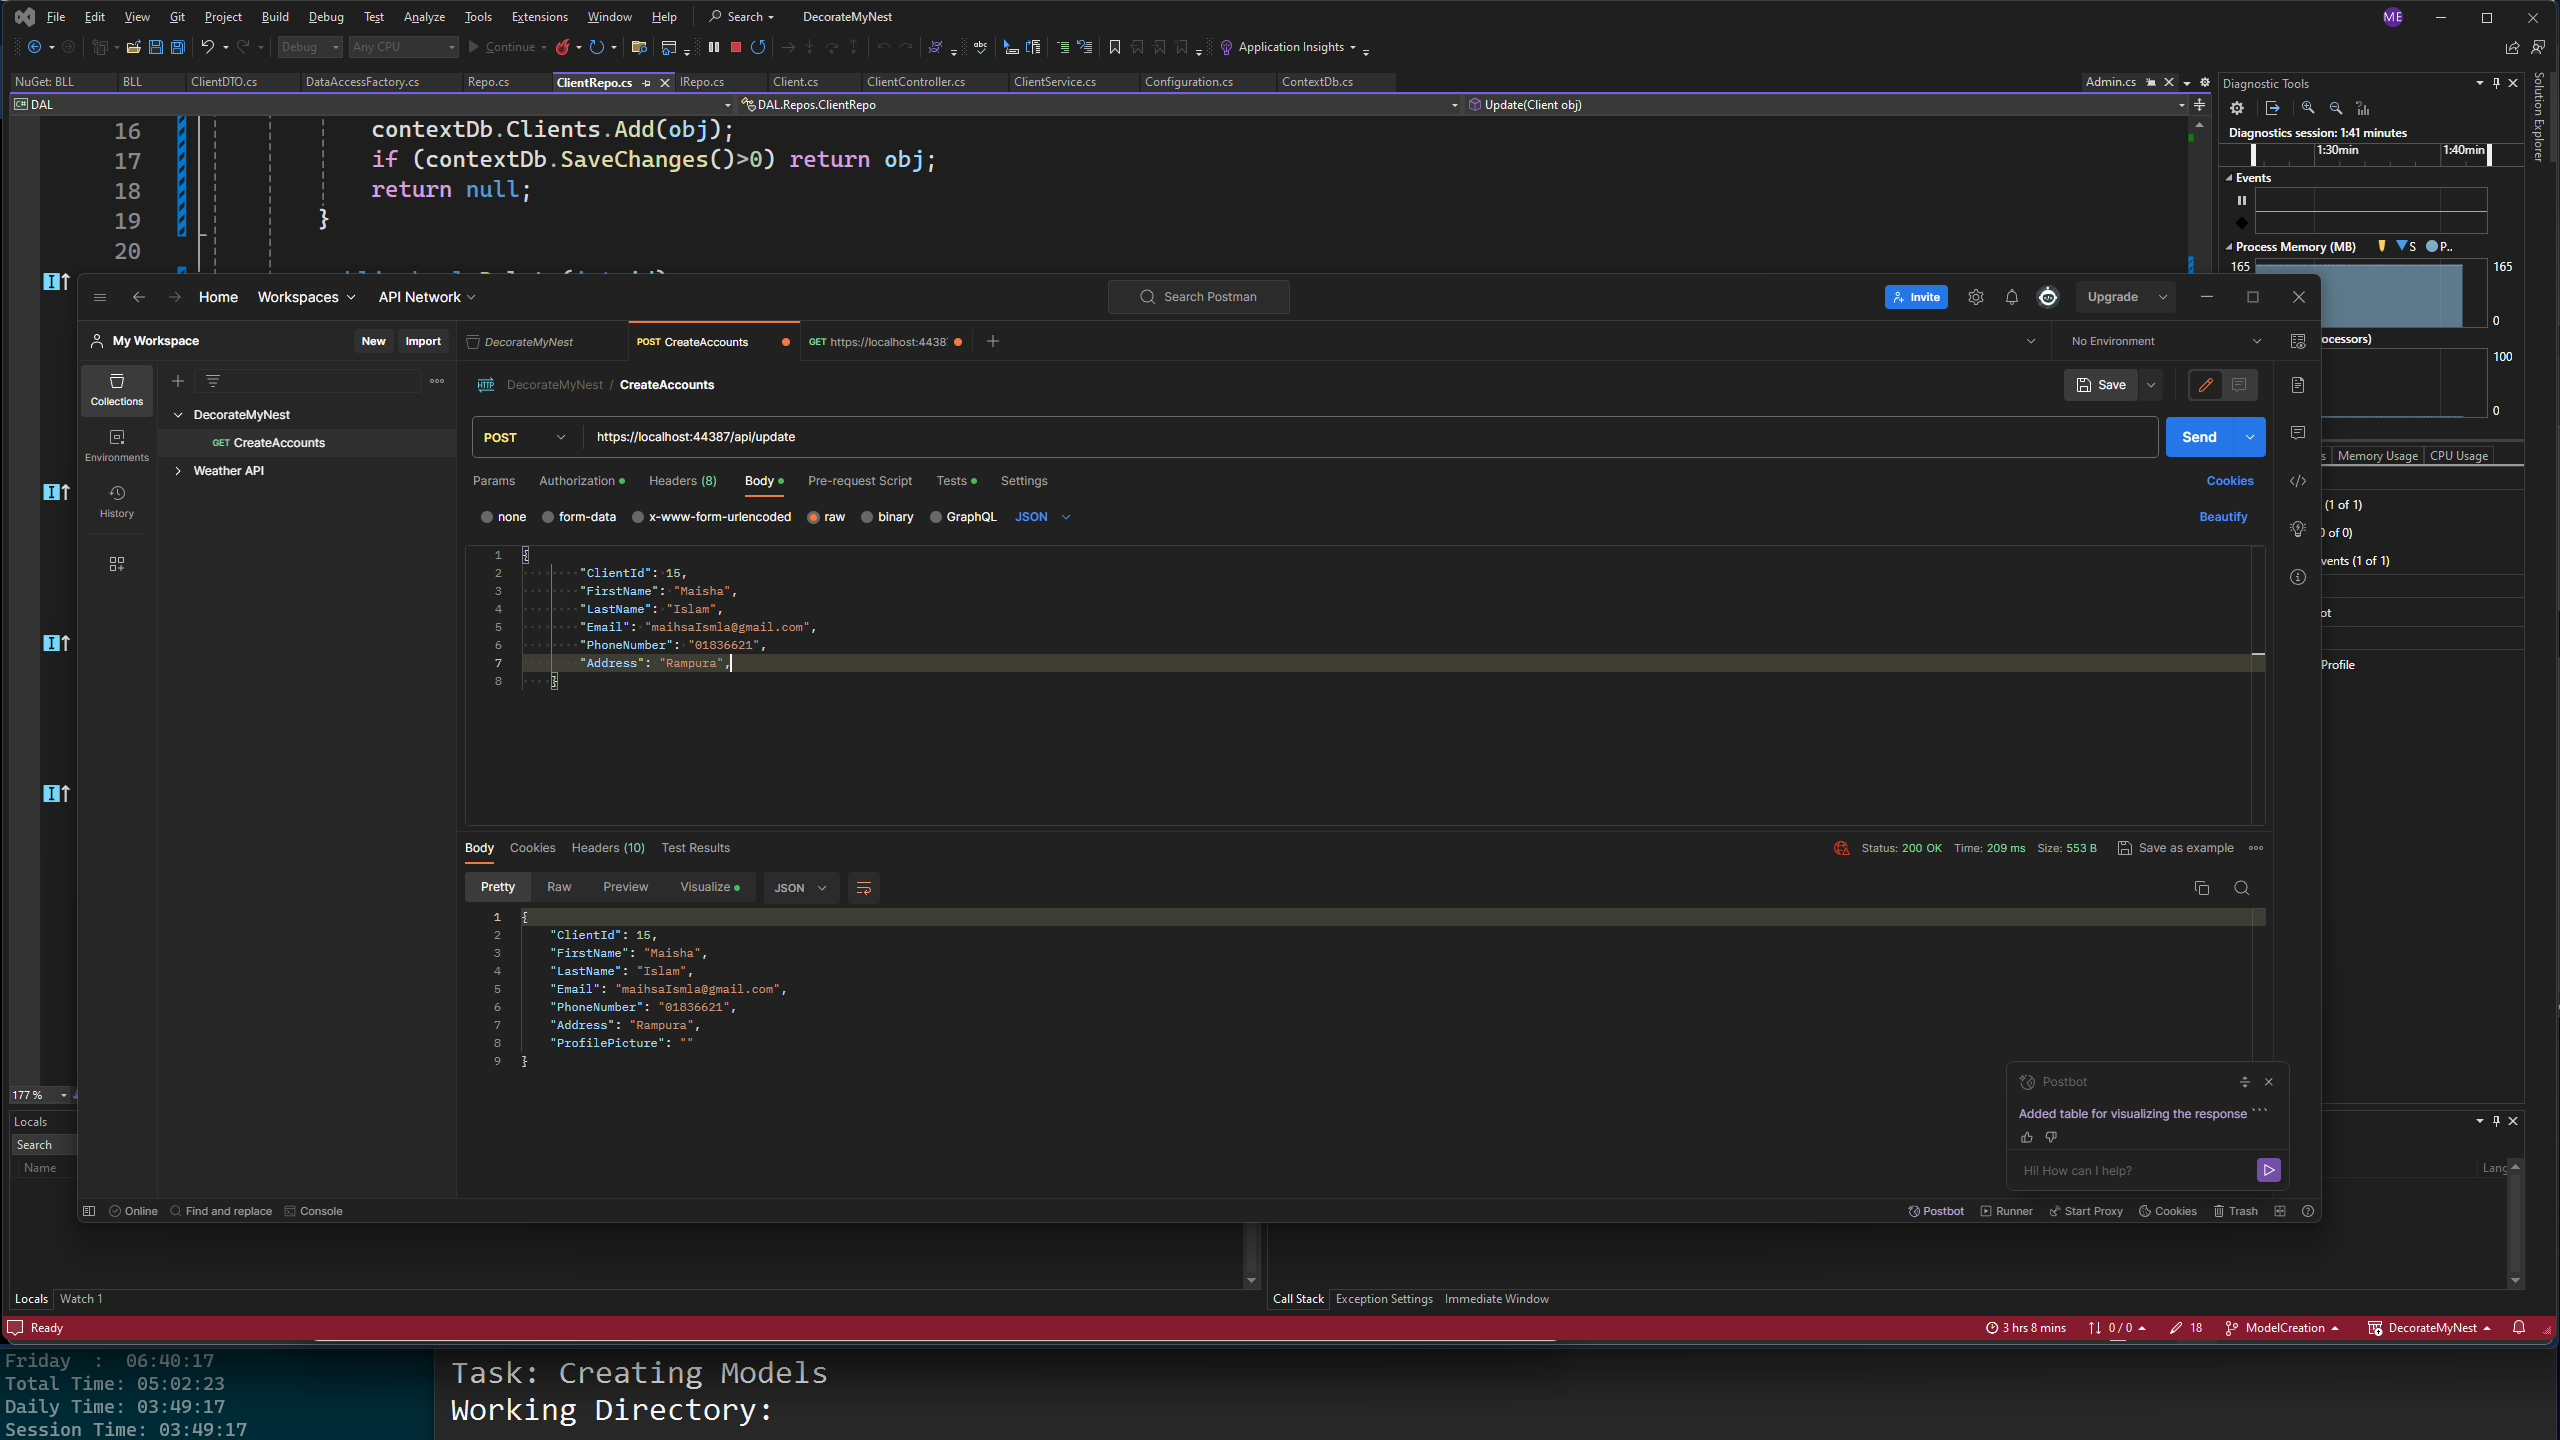 File Edit View Git Project Build Debug Test Analyze Tools Extensions Window Help Search DecorateMyNest ME
Debug Any CPU Continue Application Insights
NuGet: BLL BLL ClientDTO.cs DataAccessFactory.cs Repo.cs ClientRepo.cs IRepo.cs Client.cs ClientController.cs ClientService.cs Configuration.cs ContextDb.cs Admin.cs
DAL DAL.Repos.ClientRepo Update(Client obj)
16 contextDb.Clients.Add(obj);
17 if (contextDb.SaveChanges()>0) return obj;
18 return null;
19 }
20
Diagnostic Tools
Diagnostics session: 1:41 minutes
1:30min 1:40min
Events
Process Memory (MB) S P..
165 165
0
ocessors)
100
0
Memory Usage CPU Usage
(1 of 1)
of 0)
vents (1 of 1)
ot
Profile
Solution Explorer
Home Workspaces API Network Search Postman Invite Upgrade
My Workspace New Import DecorateMyNest POST CreateAccounts GET https://localhost:4438 + No Environment
Collections
Environments
History
DecorateMyNest
GET CreateAccounts
Weather API
HTTP DecorateMyNest / CreateAccounts Save
POST https://localhost:44387/api/update Send
Params Authorization Headers (8) Body Pre-request Script Tests Settings Cookies
none form-data x-www-form-urlencoded raw binary GraphQL JSON Beautify
1 {
2 "ClientId": 15,
3 "FirstName": "Maisha",
4 "LastName": "Islam",
5 "Email": "maihsaIsmla@gmail.com",
6 "PhoneNumber": "01836621",
7 "Address": "Rampura",
8 }
Body Cookies Headers (10) Test Results Status: 200 OK Time: 209 ms Size: 553 B Save as example
Pretty Raw Preview Visualize JSON
1 {
2 "ClientId": 15,
3 "FirstName": "Maisha",
4 "LastName": "Islam",
5 "Email": "maihsaIsmla@gmail.com",
6 "PhoneNumber": "01836621",
7 "Address": "Rampura",
8 "ProfilePicture": ""
9 }
Postbot
Added table for visualizing the response ```
Hi! How can I help?
Online Find and replace Console Postbot Runner Start Proxy Cookies Trash
177 %
Locals
Search
Name
Lang
Locals Watch 1 Call Stack Exception Settings Immediate Window
Ready 3 hrs 8 mins 0 / 0 18 ModelCreation DecorateMyNest
Friday : 06:40:17
Total Time: 05:02:23
Daily Time: 03:49:17
Session Time: 03:49:17
Task: Creating Models
Working Directory: